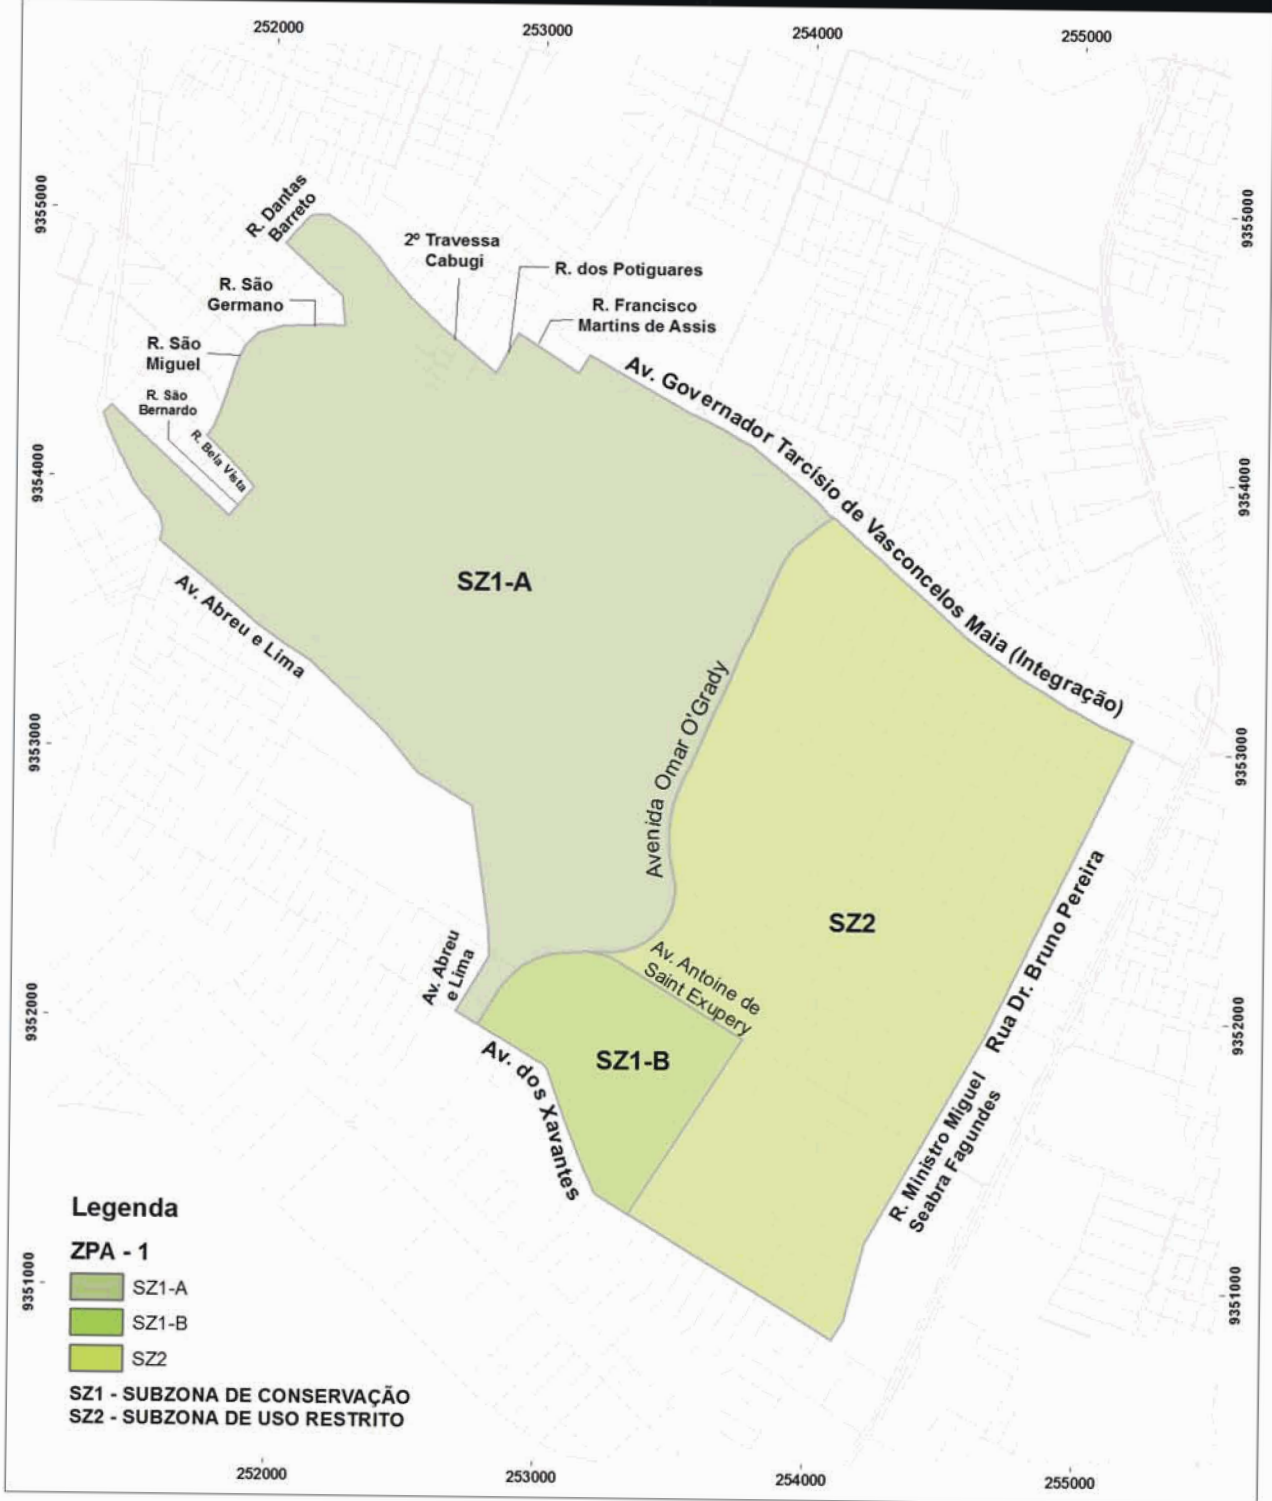 252000
253000
254000
255000
9355000
9355000
R. Dantas
Barreto
2º Travessa
Cabugi
R. dos Potiguares
R. São
Germano
R. Francisco
Martins de Assis
R. São
Miguel
R. São
Bernardo
R. Bela Vista
Av. Governador Tarcísio de Vasconcelos Maia (Integração)
9354000
9354000
SZ1-A
Av. Abreu e Lima
Avenida Omar O'Grady
9353000
9353000
SZ2
Rua Dr. Bruno Pereira
Av. Abreu
e Lima
Av. Antoine de
Saint Exupery
9352000
9352000
SZ1-B
Av. dos Xavantes
R. Ministro Miguel
Seabra Fagundes
9351000
9351000
Legenda
ZPA - 1
SZ1-A
SZ1-B
SZ2
SZ1 - SUBZONA DE CONSERVAÇÃO
SZ2 - SUBZONA DE USO RESTRITO
252000
253000
254000
255000